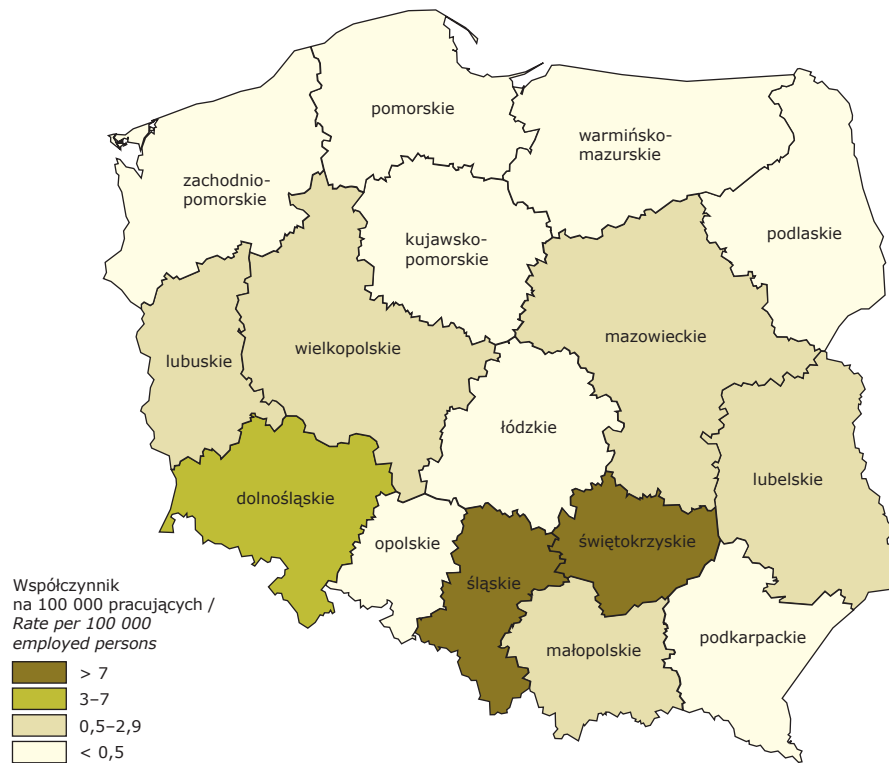 pomorskie
warmińsko-
mazurskie
zachodnio-
pomorskie
kujawsko-
pomorskie
podlaskie
mazowieckie
wielkopolskie
lubuskie
łódzkie
lubelskie
dolnośląskie
opolskie
świętokrzyskie
śląskie
podkarpackie
małopolskie
Współczynnik
na 100 000 pracujących /
Rate per 100 000
employed persons
> 7
3–7
0,5–2,9
< 0,5